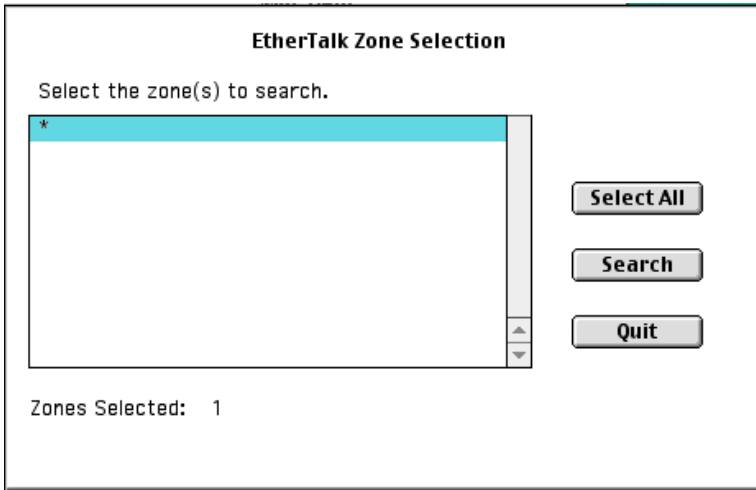 EtherTalk Zone Selection
Select the zone(s) to search.
*
Select All
Search
Quit
Zones Selected: 1